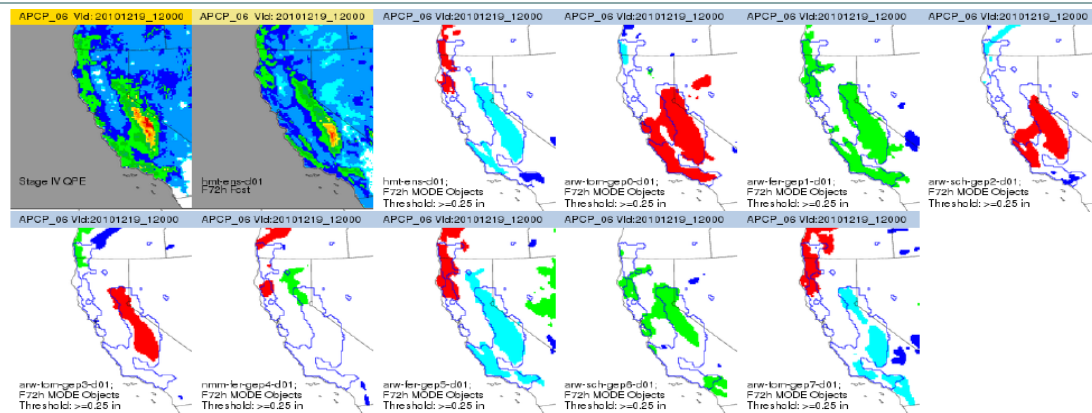 APCP_06 Vld:20101219_12000
APCP_06 Vld:20101219_12000
APCP_06 Vld:20101219_12000
APCP_06 Vld:20101219_12000
APCP_06 Vld:20101219_12000
APCP_06 Vld:20101219_12000
Stage IV QPE
hmt-ens-d01
F72h Fcst
hmt-ens-d01;
F72h MODE Objects
Threshold: >=0.25 in
arw-tom-gep0-d01;
F72h MODE Objects
Threshold: >=0.25 in
arw-fer-gep1-d01;
F72h MODE Objects
Threshold: >=0.25 in
arw-sch-gep2-d01;
F72h MODE Objects
Threshold: >=0.25 in
APCP_06 Vld:20101219_12000
APCP_06 Vld:20101219_12000
APCP_06 Vld:20101219_12000
APCP_06 Vld:20101219_12000
APCP_06 Vld:20101219_12000
arw-tom-gep3-d01;
F72h MODE Objects
Threshold: >=0.25 in
nmm-fer-gep4-d01;
F72h MODE Objects
Threshold: >=0.25 in
arw-fer-gep5-d01;
F72h MODE Objects
Threshold: >=0.25 in
arw-sch-gep6-d01;
F72h MODE Objects
Threshold: >=0.25 in
arw-tom-gep7-d01;
F72h MODE Objects
Threshold: >=0.25 in